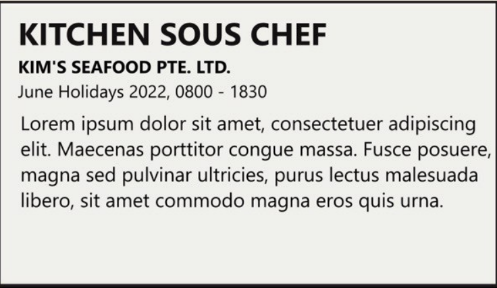 KITCHEN SOUS CHEF
KIM'S SEAFOOD PTE. LTD.
June Holidays 2022, 0800 - 1830
Lorem ipsum dolor sit amet, consectetuer adipiscing
elit. Maecenas porttitor congue massa. Fusce posuere,
magna sed pulvinar ultricies, purus lectus malesuada
libero, sit amet commodo magna eros quis urna.